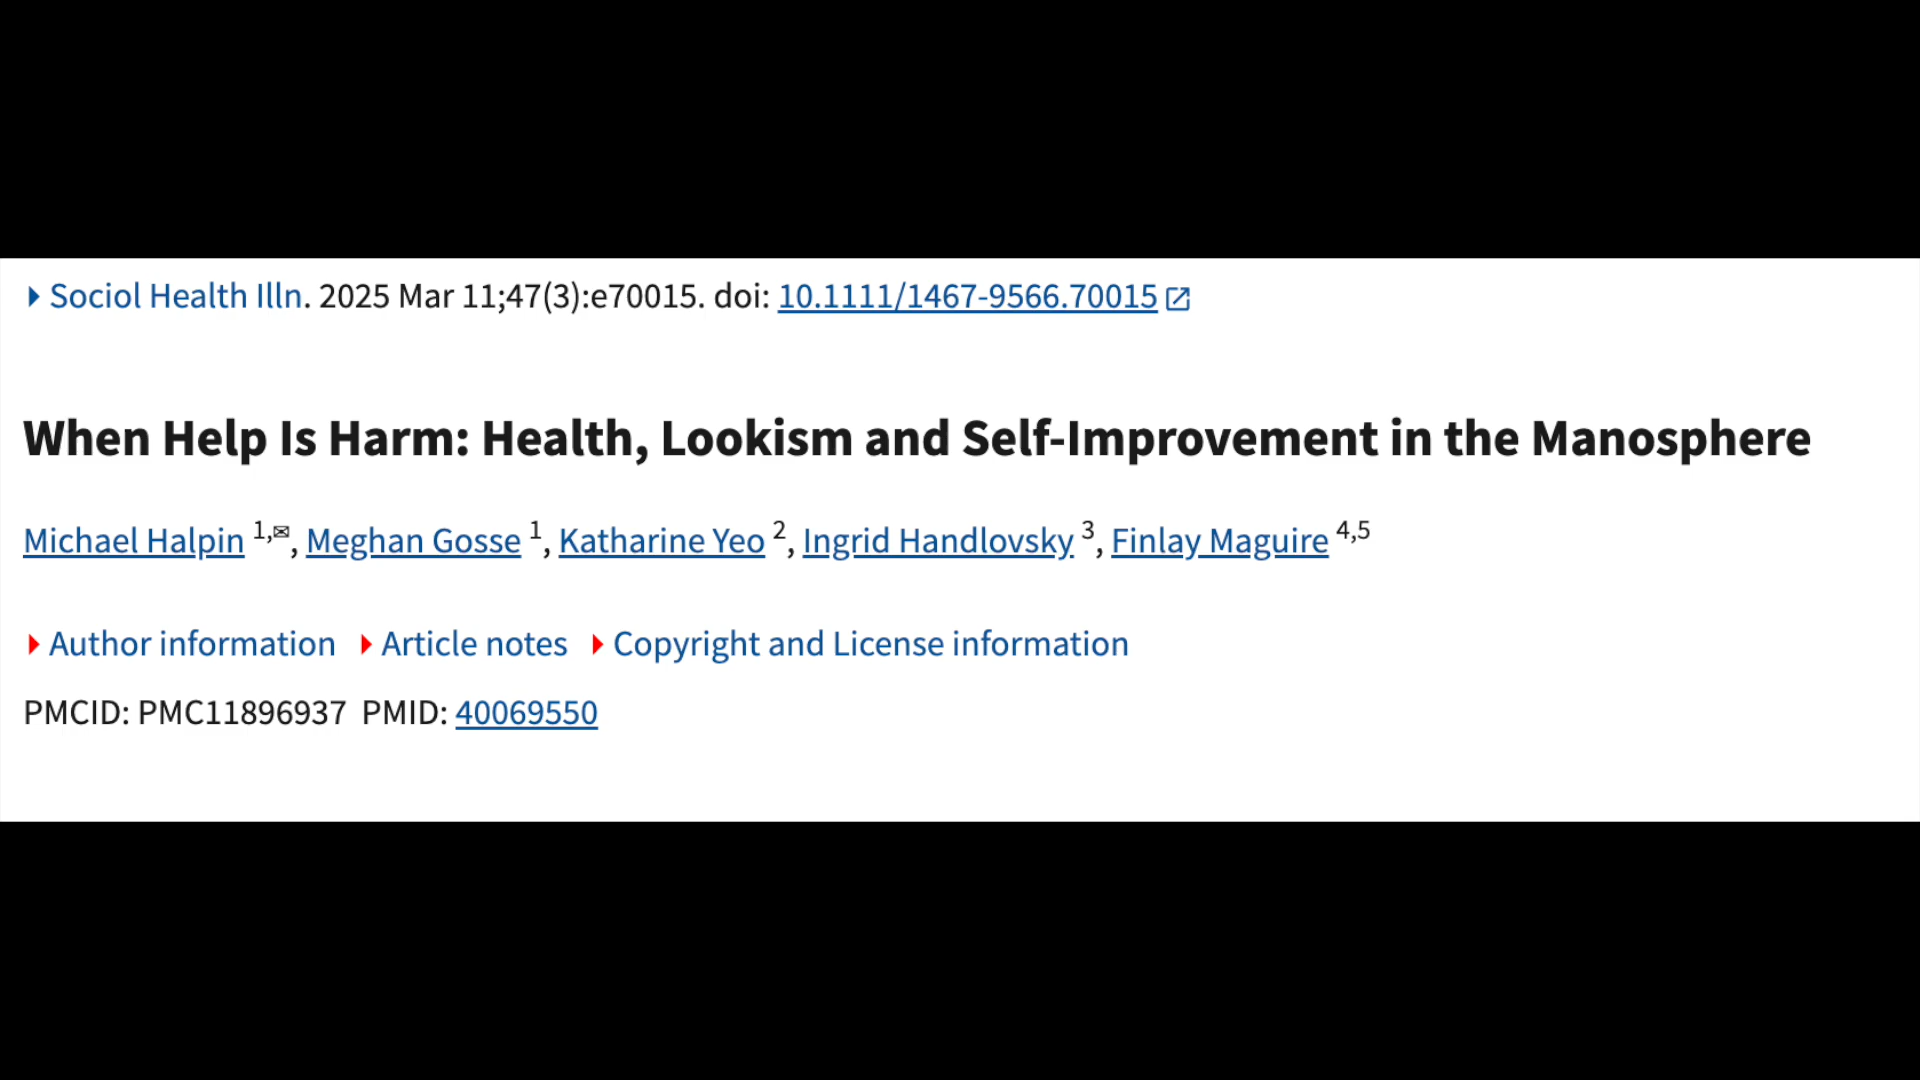 Sociol Health Illn. 2025 Mar 11;47(3):e70015. doi: 10.1111/1467-9566.70015
When Help Is Harm: Health, Lookism and Self-Improvement in the Manosphere
Michael Halpin 1,✉, Meghan Gosse 1, Katharine Yeo 2, Ingrid Handlovsky 3, Finlay Maguire 4,5
Author information Article notes Copyright and License information
PMCID: PMC11896937 PMID: 40069550